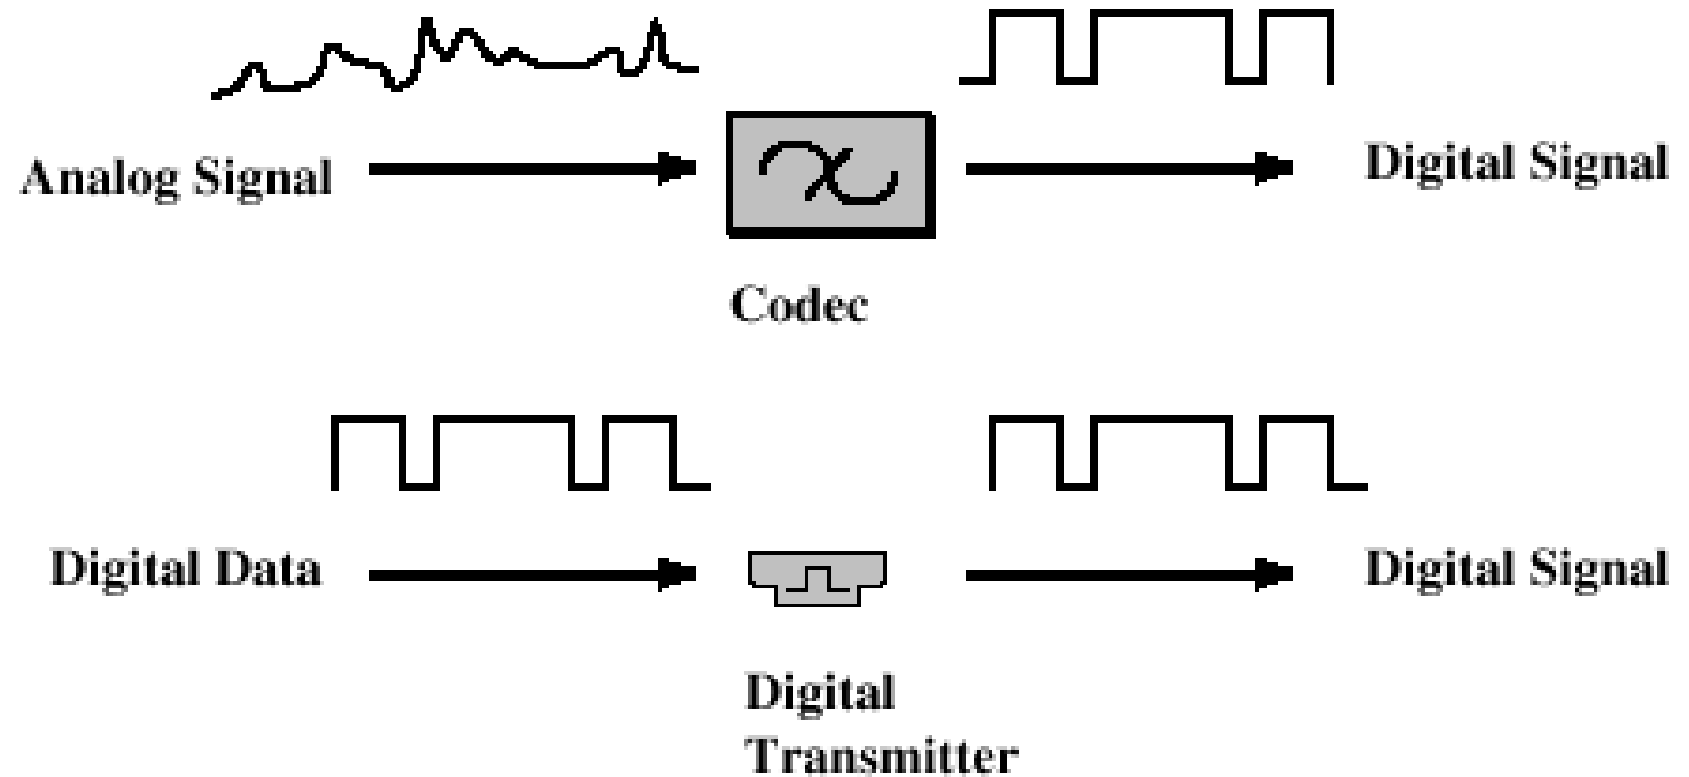 Analog Signal
Digital Signal
Codec
Digital Data
Digital Signal
Digital
Transmitter